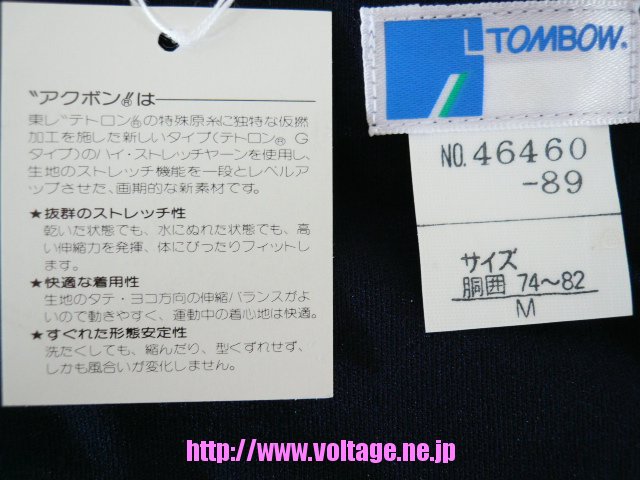 〝アクボン®〟は
東レ〝テトロン®〟の特殊原糸に独特な仮撚
加工を施した新しいタイプ(テトロン® G
タイプ)のハイ・ストレッチヤーンを使用し、
生地のストレッチ機能を一段とレベルア
ップさせた、画期的な新素材です。
★抜群のストレッチ性
乾いた状態でも、水にぬれた状態でも、高
い伸縮力を発揮、体にぴったりフィットしま
す。
★快適な着用性
生地のタテ・ヨコ方向の伸縮バランスがよ
いので動きやすく、運動中の着心地は快適。
★すぐれた形態安定性
洗たくしても、縮んだり、型くずれせず、
しかも風合いが変化しません。
TOMBOW.
NO. 46460
-89
サイズ
胴囲 74~82
M
http://www.voltage.ne.jp